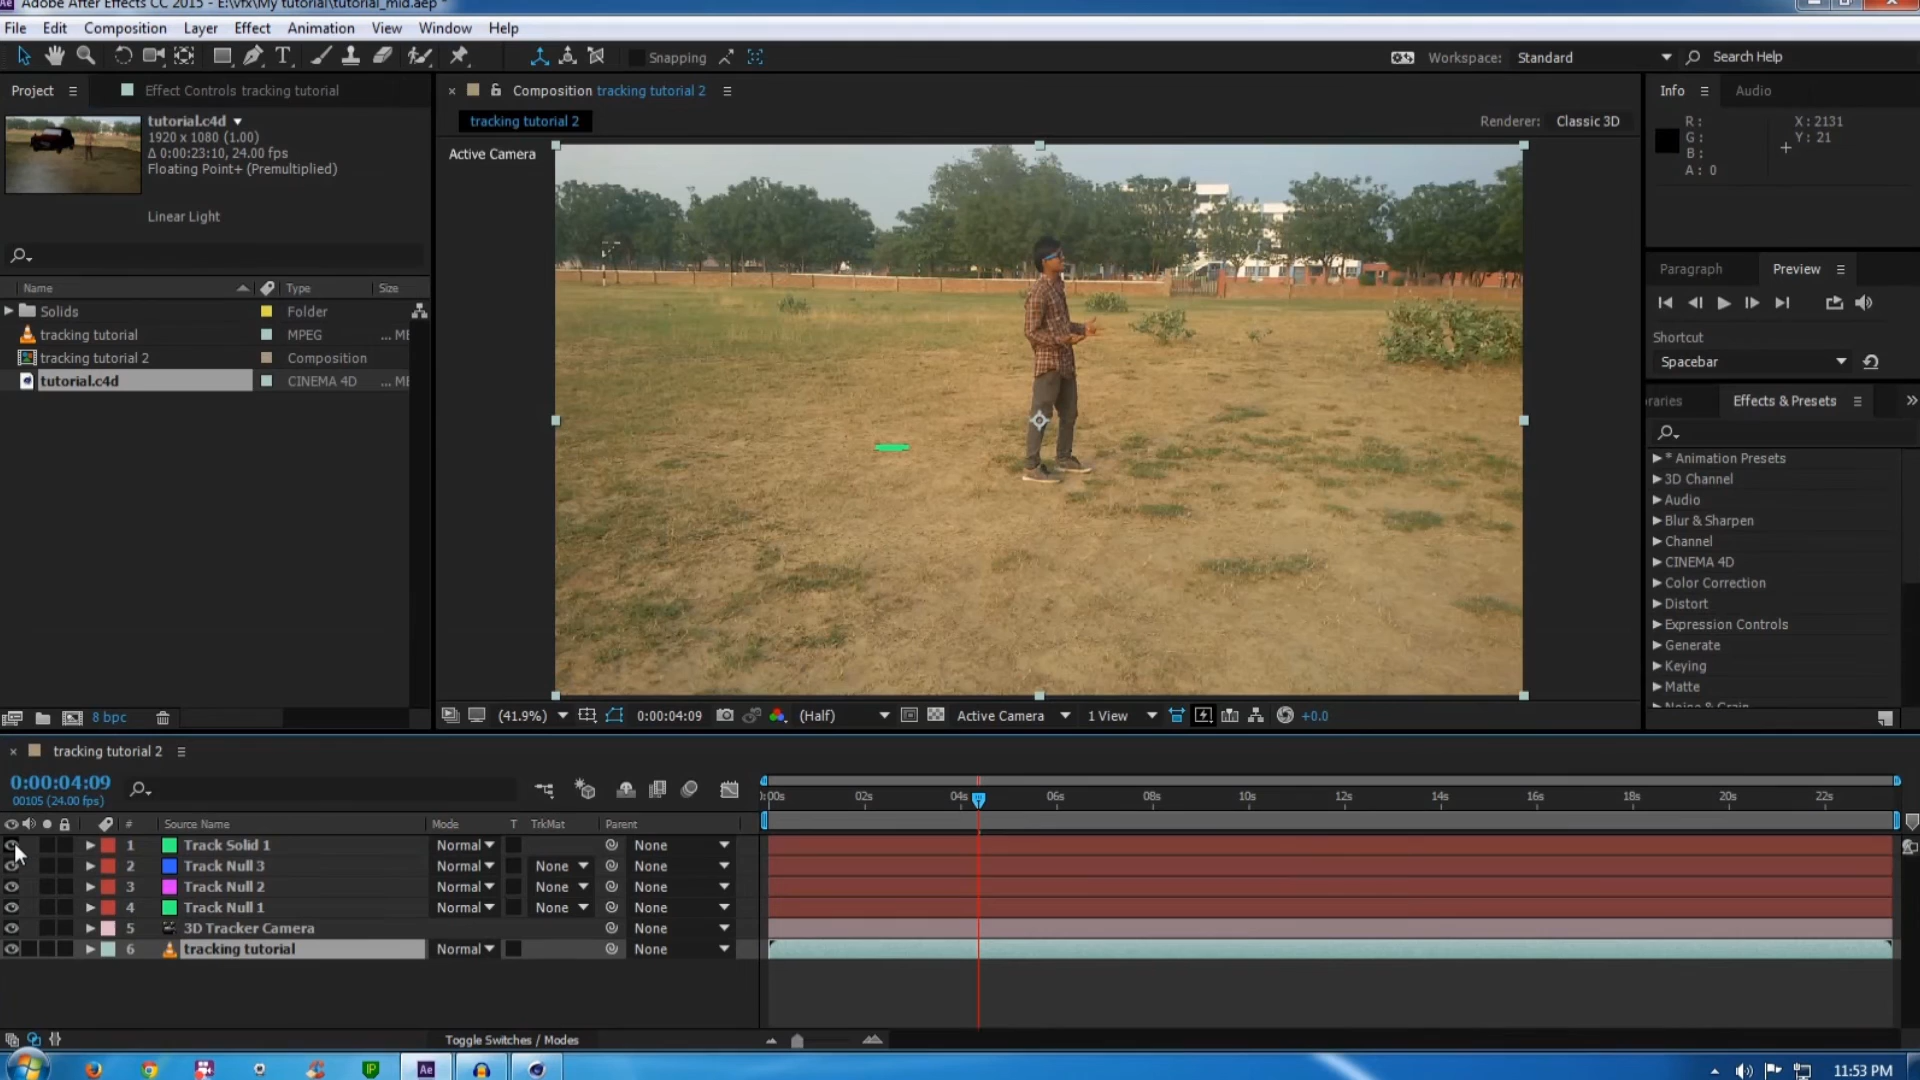 Adobe After Effects CC 2015 - E:\vfx\My tutorial\tutorial_mid.aep *
File Edit Composition Layer Effect Animation View Window Help
Snapping
Workspace: Standard
Search Help
Project
Effect Controls tracking tutorial
Composition tracking tutorial 2
Info
Audio
tutorial.c4d
1920 x 1080 (1.00)
Δ 0:00:23:10, 24.00 fps
Floating Point+ (Premultiplied)
Linear Light
tracking tutorial 2
Renderer: Classic 3D
Active Camera
R:
G:
B:
A: 0
X: 2131
Y: 21
Name Type Size
Solids Folder
tracking tutorial MPEG ... ME
tracking tutorial 2 Composition
tutorial.c4d CINEMA 4D ... ME
Paragraph
Preview
Shortcut
Spacebar
raries
Effects & Presets
* Animation Presets
3D Channel
Audio
Blur & Sharpen
Channel
CINEMA 4D
Color Correction
Distort
Expression Controls
Generate
Keying
Matte
Noise & Grain
8 bpc
(41.9%)
0:00:04:09
(Half)
Active Camera
1 View
+0.0
tracking tutorial 2
0:00:04:09
00105 (24.00 fps)
:00s 02s 04s 06s 08s 10s 12s 14s 16s 18s 20s 22s
# Source Name Mode T TrkMat Parent
1 Track Solid 1 Normal None
2 Track Null 3 Normal None None
3 Track Null 2 Normal None None
4 Track Null 1 Normal None None
5 3D Tracker Camera None
6 tracking tutorial Normal None
Toggle Switches / Modes
IP
Ae
11:53 PM